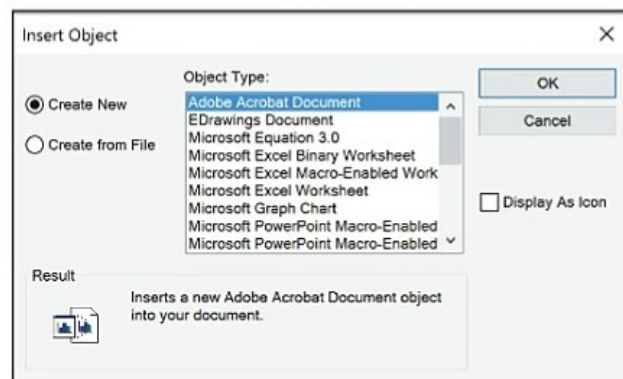 Insert Object
Create New
Create from File
Object Type:
Adobe Acrobat Document
EDrawings Document
Microsoft Equation 3.0
Microsoft Excel Binary Worksheet
Microsoft Excel Macro-Enabled Work
Microsoft Excel Worksheet
Microsoft Graph Chart
Microsoft PowerPoint Macro-Enabled
Microsoft PowerPoint Macro-Enabled
OK
Cancel
Display As Icon
Result
Inserts a new Adobe Acrobat Document object
into your document.